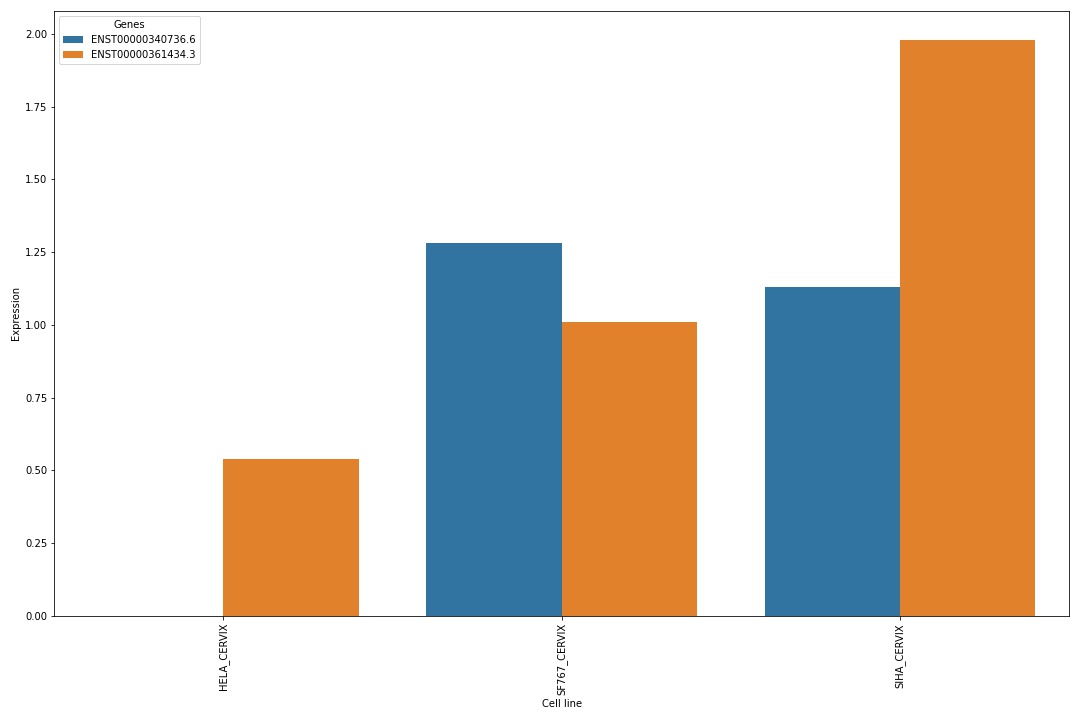 Genes
ENST00000340736.6
ENST00000361434.3
2.00
1.75
1.50
1.25
1.00
0.75
0.50
0.25
0.00
Expression
HELA_CERVIX
SF767_CERVIX
SIHA_CERVIX
Cell line